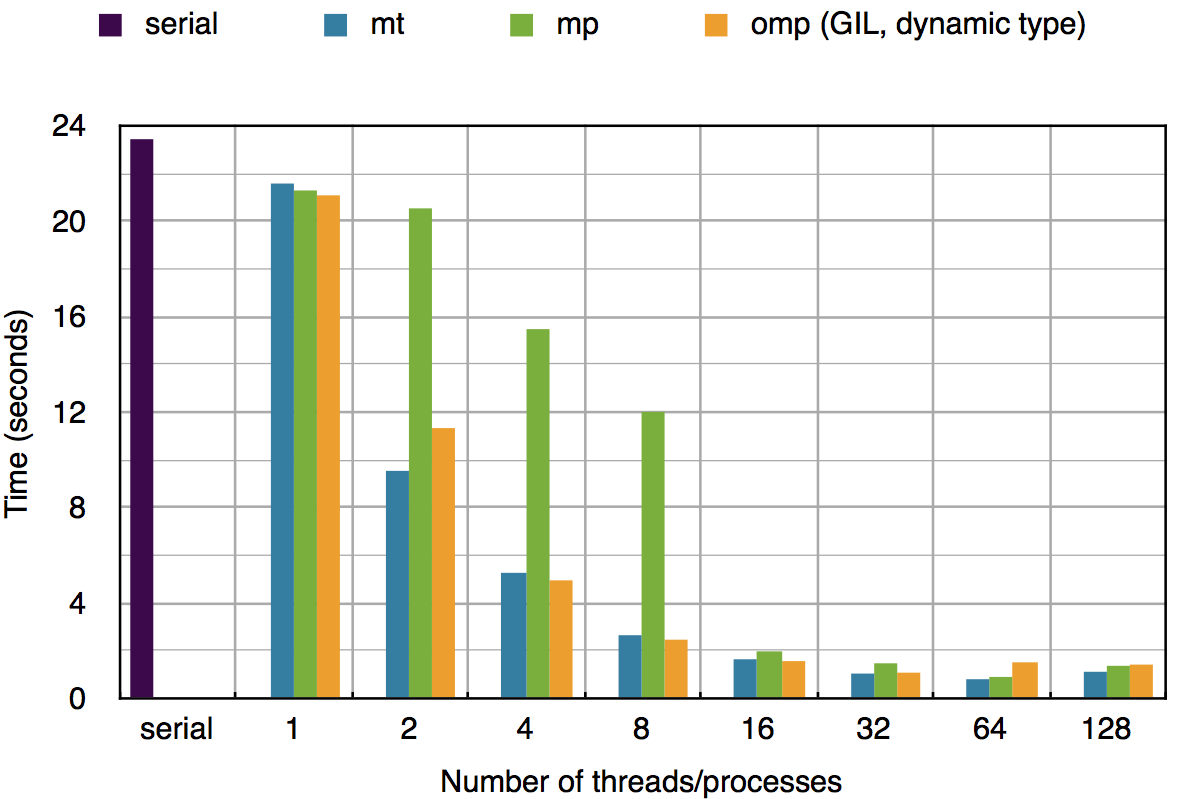 serial mt mp omp (GIL, dynamic type)
24
20
16
12
8
4
0
Time (seconds)
serial 1 2 4 8 16 32 64 128
Number of threads/processes